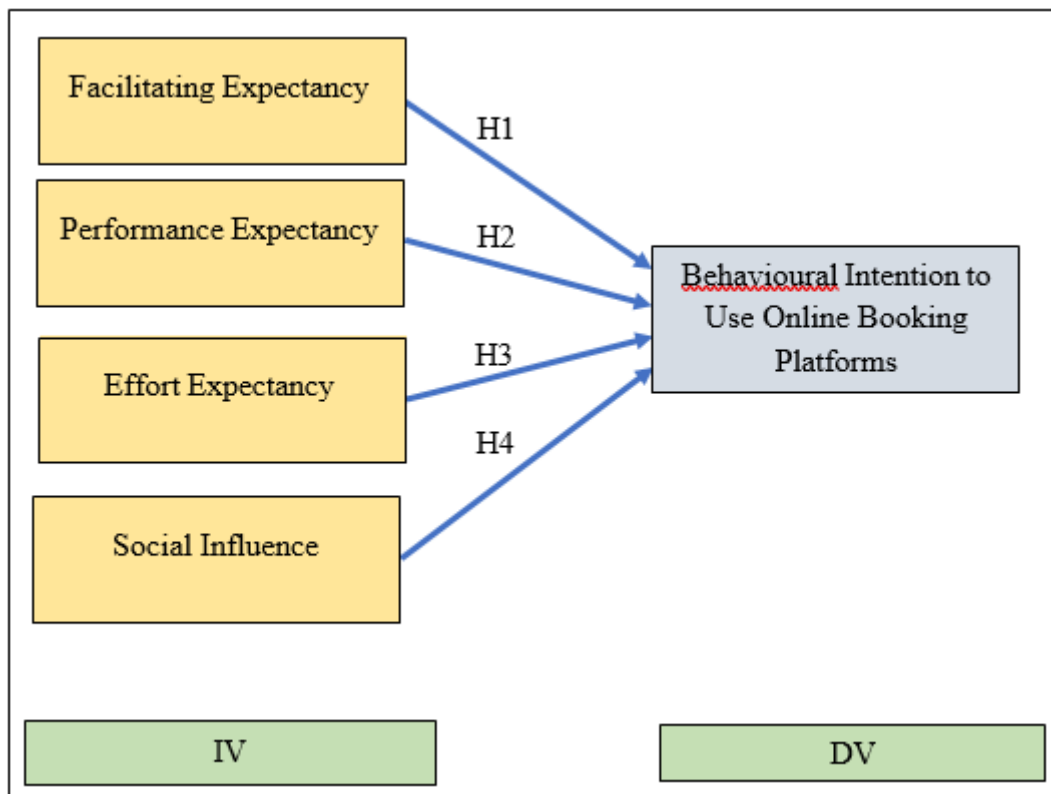 Facilitating Expectancy
H1
Performance Expectancy
H2
Behavioural Intention to
Use Online Booking
Platforms
Effort Expectancy
H3
H4
Social Influence
IV
DV